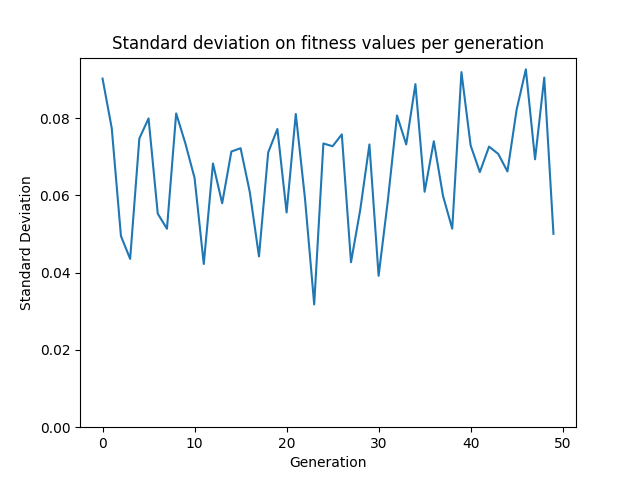 Standard deviation on fitness values per generation
Standard Deviation
0.08
0.06
0.04
0.02
0.00
0 10 20 30 40 50
Generation